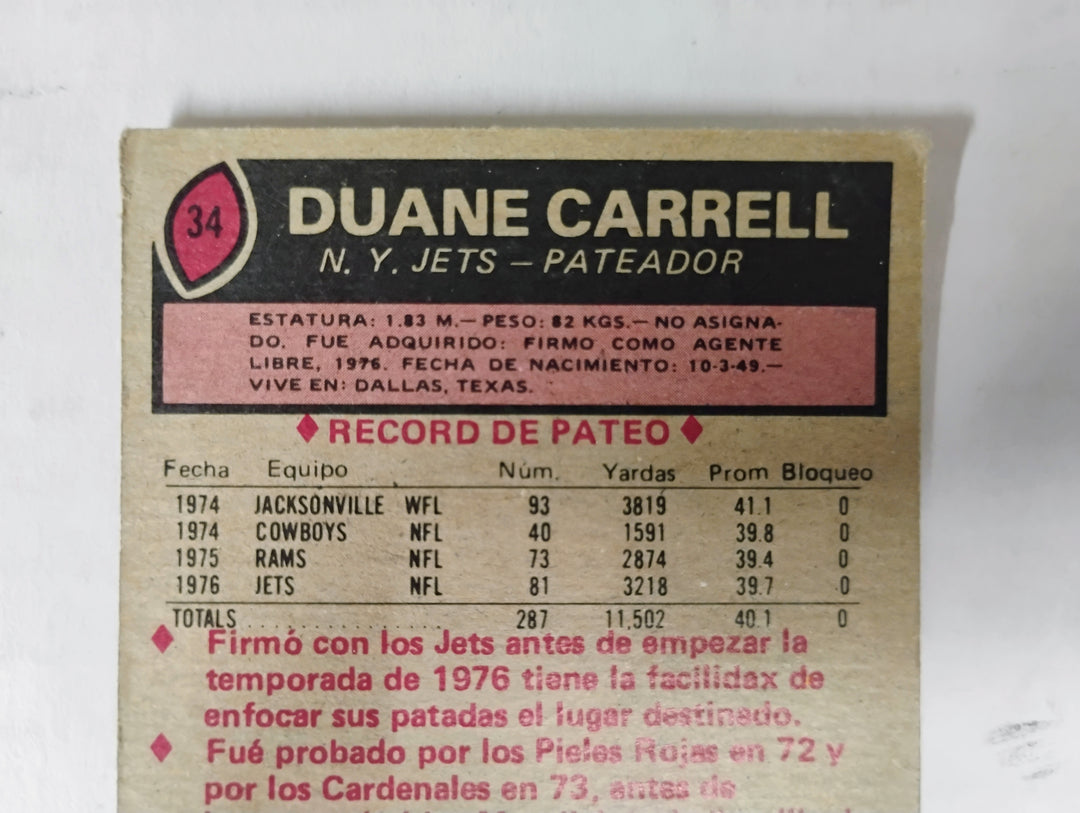 34
DUANE CARRELL
N. Y. JETS – PATEADOR
ESTATURA: 1.83 M.— PESO: 82 KGS.— NO ASIGNA-
DO. FUE ADQUIRIDO: FIRMO COMO AGENTE
LIBRE, 1976. FECHA DE NACIMIENTO: 10-3-49.—
VIVE EN: DALLAS, TEXAS.
RECORD DE PATEO
Fecha Equipo Núm. Yardas Prom Bloqueo
1974 JACKSONVILLE WFL 93 3819 41.1 0
1974 COWBOYS NFL 40 1591 39.8 0
1975 RAMS NFL 73 2874 39.4 0
1976 JETS NFL 81 3218 39.7 0
TOTALS . . . . . . . . . . . . . . . . 287 11,502 40.1 0
Firmó con los Jets antes de empezar la
temporada de 1976 tiene la facilidax de
enfocar sus patadas el lugar destinado.
Fué probado por los Pieles Rojas en 72 y
por los Cardenales en 73, antes de